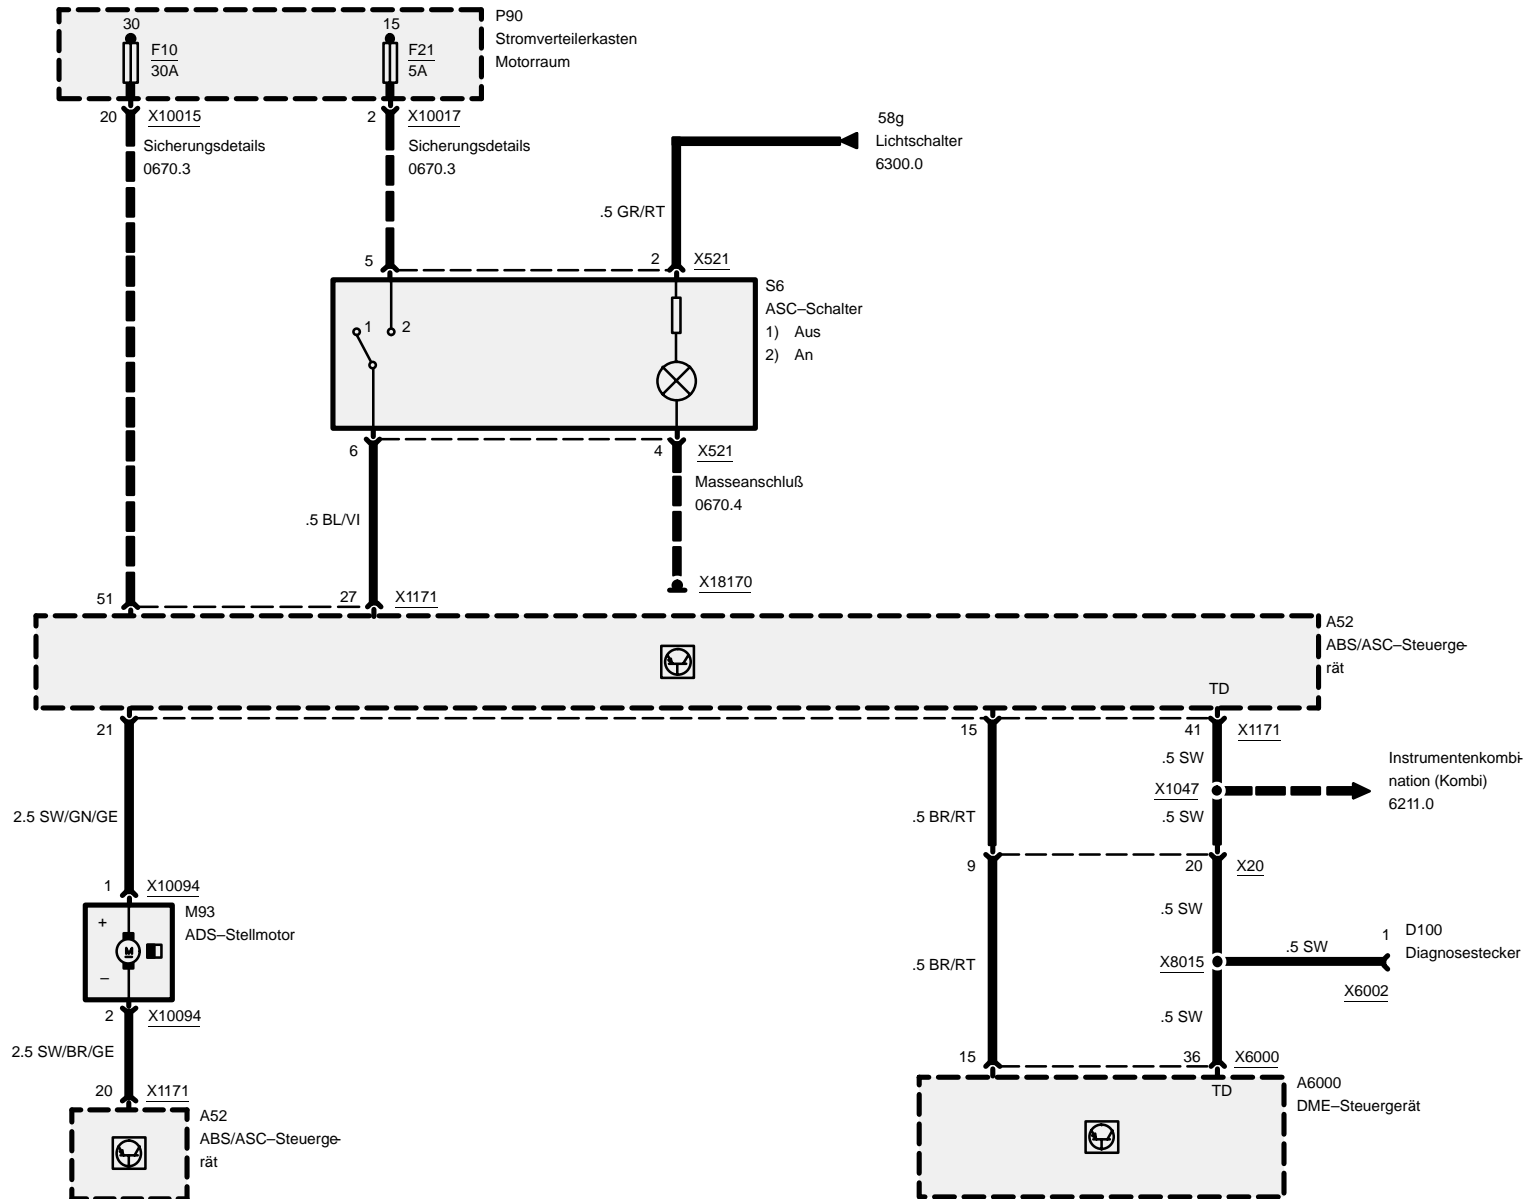 30
15
P90
Stromverteilerkasten
Motorraum
F10
30A
F21
5A
20
X10015
2
X10017
Sicherungsdetails
0670.3
Sicherungsdetails
0670.3
58g
Lichtschalter
6300.0
.5 GR/RT
5
2
X521
S6
ASC–Schalter
1) Aus
2) An
1
2
6
4
X521
Masseanschluß
0670.4
.5 BL/VI
X18170
51
27
X1171
A52
ABS/ASC–Steuerge-
rät
TD
21
15
41
X1171
.5 SW
Instrumentenkombi-
nation (Kombi)
6211.0
X1047
2.5 SW/GN/GE
.5 BR/RT
.5 SW
9
20
X20
1
X10094
M93
ADS–Stellmotor
+
M
–
.5 SW
D100
Diagnosestecker
1
.5 SW
.5 BR/RT
X8015
X6002
2
X10094
.5 SW
2.5 SW/BR/GE
15
36
X6000
20
X1171
TD
A6000
DME–Steuergerät
A52
ABS/ASC–Steuerge-
rät